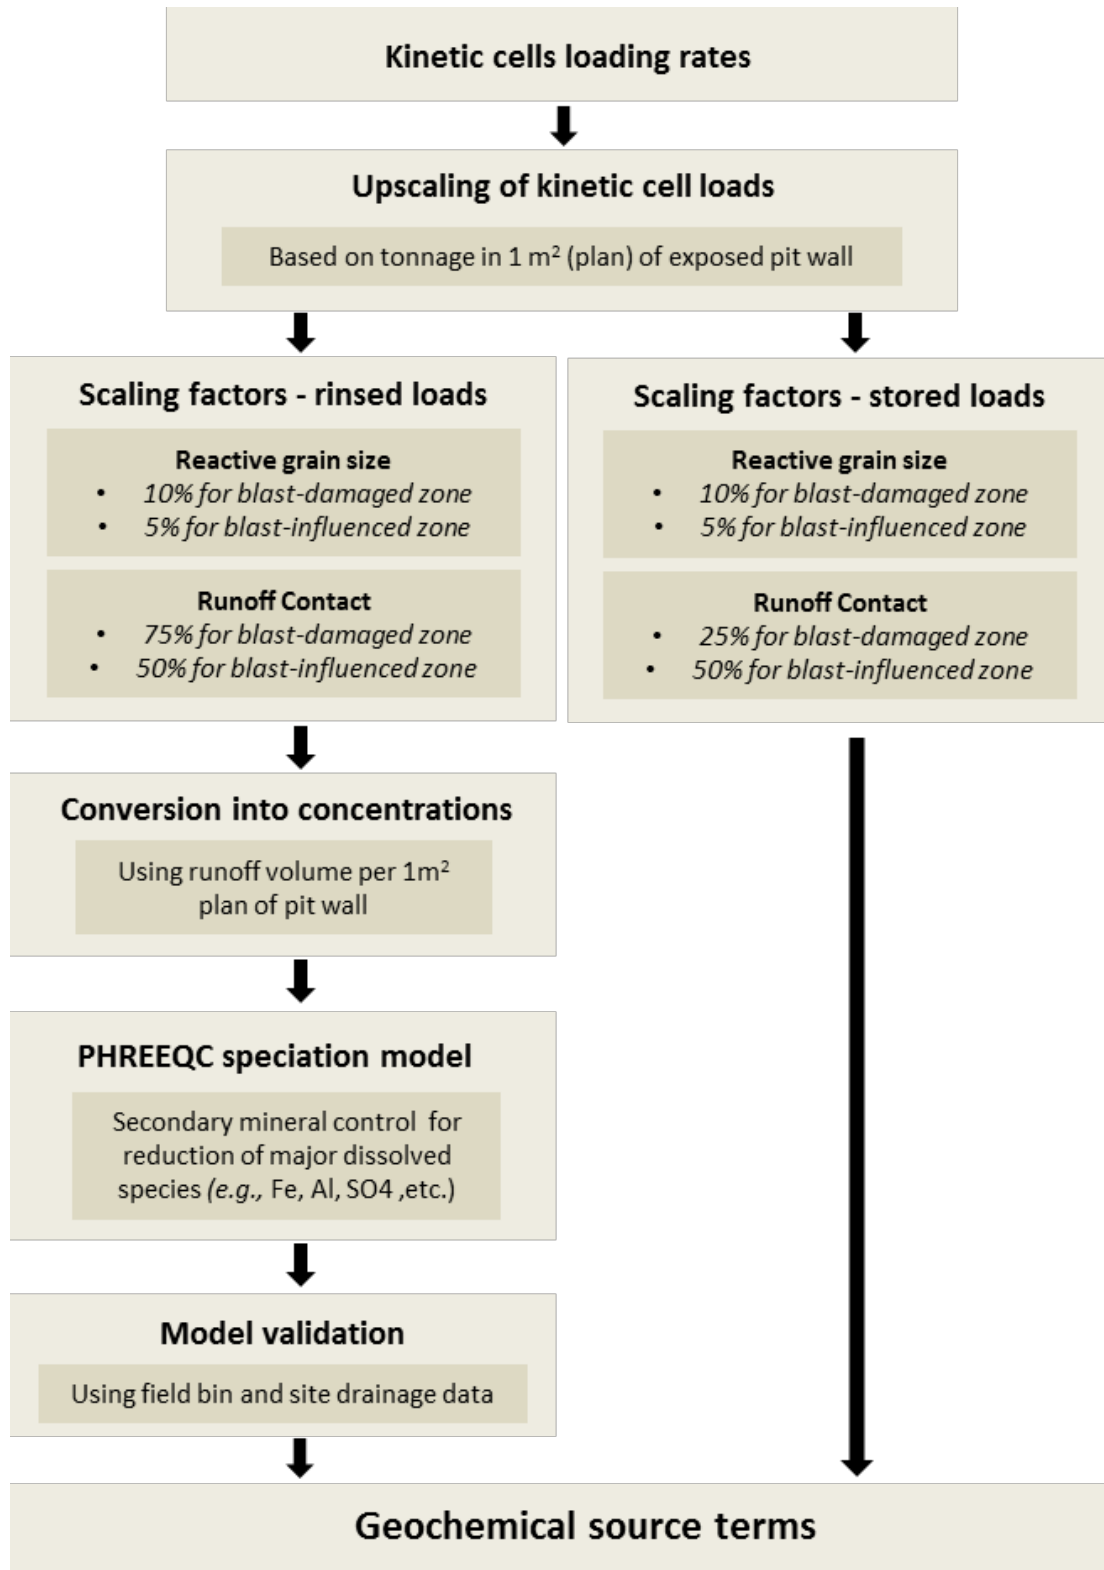 Kinetic cells loading rates
Upscaling of kinetic cell loads
Based on tonnage in 1 m² (plan) of exposed pit wall
Scaling factors - rinsed loads
Reactive grain size
• 10% for blast-damaged zone
• 5% for blast-influenced zone
Runoff Contact
• 75% for blast-damaged zone
• 50% for blast-influenced zone
Scaling factors - stored loads
Reactive grain size
• 10% for blast-damaged zone
• 5% for blast-influenced zone
Runoff Contact
• 25% for blast-damaged zone
• 50% for blast-influenced zone
Conversion into concentrations
Using runoff volume per 1m²
plan of pit wall
PHREEQC speciation model
Secondary mineral control for
reduction of major dissolved
species (e.g., Fe, Al, SO4 ,etc.)
Model validation
Using field bin and site drainage data
Geochemical source terms